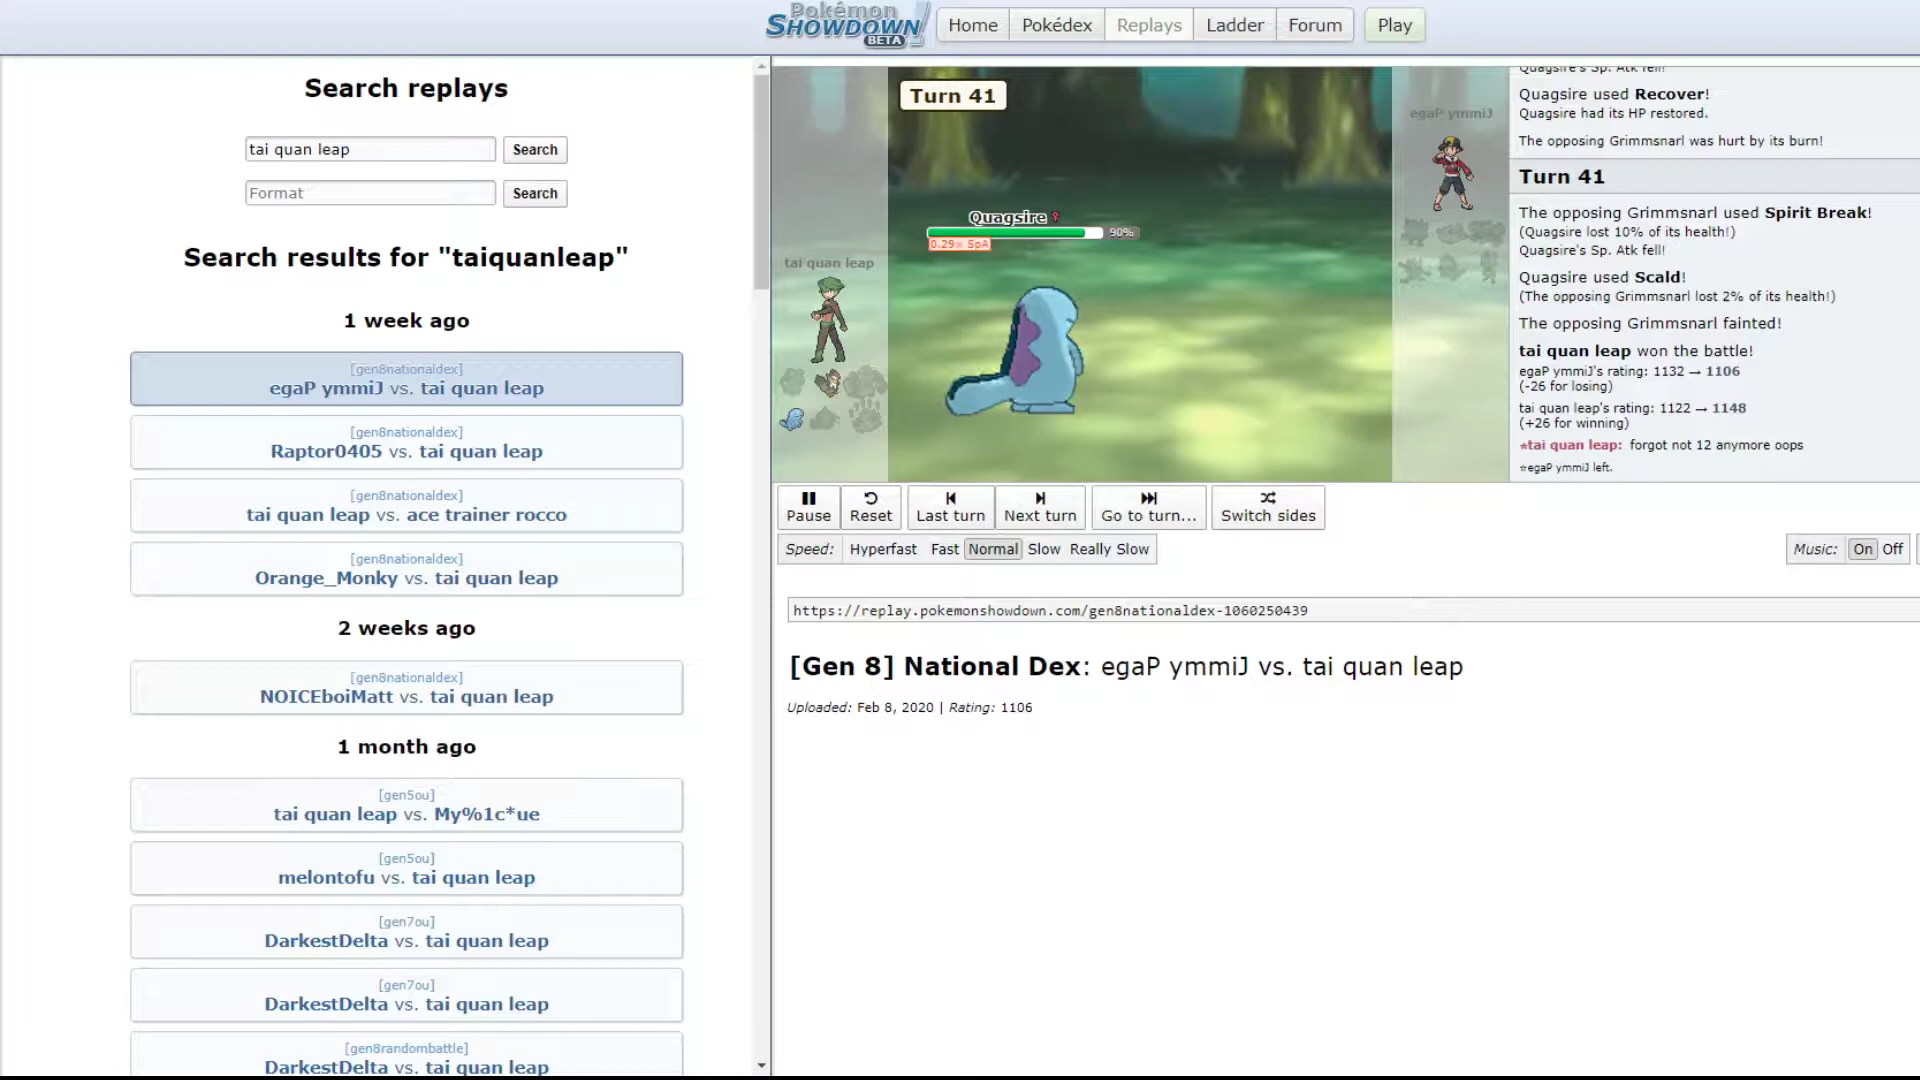 Pokémon
SHOWDOWN
BETA
Home
Pokédex
Replays
Ladder
Forum
Play
Search replays
tai quan leap
Search
Format
Search
Search results for "taiquanleap"
1 week ago
[gen8nationaldex]
egaP ymmiJ vs. tai quan leap
[gen8nationaldex]
Raptor0405 vs. tai quan leap
[gen8nationaldex]
tai quan leap vs. ace trainer rocco
[gen8nationaldex]
Orange_Monky vs. tai quan leap
2 weeks ago
[gen8nationaldex]
NOICEboiMatt vs. tai quan leap
1 month ago
[gen5ou]
tai quan leap vs. My%1c*ue
[gen5ou]
melontofu vs. tai quan leap
[gen7ou]
DarkestDelta vs. tai quan leap
[gen7ou]
DarkestDelta vs. tai quan leap
[gen8randombattle]
DarkestDelta vs. tai quan leap
Turn 41
egaP ymmiJ
Quagsire ♀
90%
0.29× SpA
tai quan leap
Quagsire's Sp. Atk fell!
Quagsire used Recover!
Quagsire had its HP restored.
The opposing Grimmsnarl was hurt by its burn!
Turn 41
The opposing Grimmsnarl used Spirit Break!
(Quagsire lost 10% of its health!)
Quagsire's Sp. Atk fell!
Quagsire used Scald!
(The opposing Grimmsnarl lost 2% of its health!)
The opposing Grimmsnarl fainted!
tai quan leap won the battle!
egaP ymmiJ's rating: 1132 → 1106
(-26 for losing)
tai quan leap's rating: 1122 → 1148
(+26 for winning)
☆tai quan leap: forgot not 12 anymore oops
☆egaP ymmiJ left.
Pause
Reset
Last turn
Next turn
Go to turn...
Switch sides
Speed: Hyperfast Fast Normal Slow Really Slow
Music: On Off
https://replay.pokemonshowdown.com/gen8nationaldex-1060250439
[Gen 8] National Dex: egaP ymmiJ vs. tai quan leap
Uploaded: Feb 8, 2020 | Rating: 1106